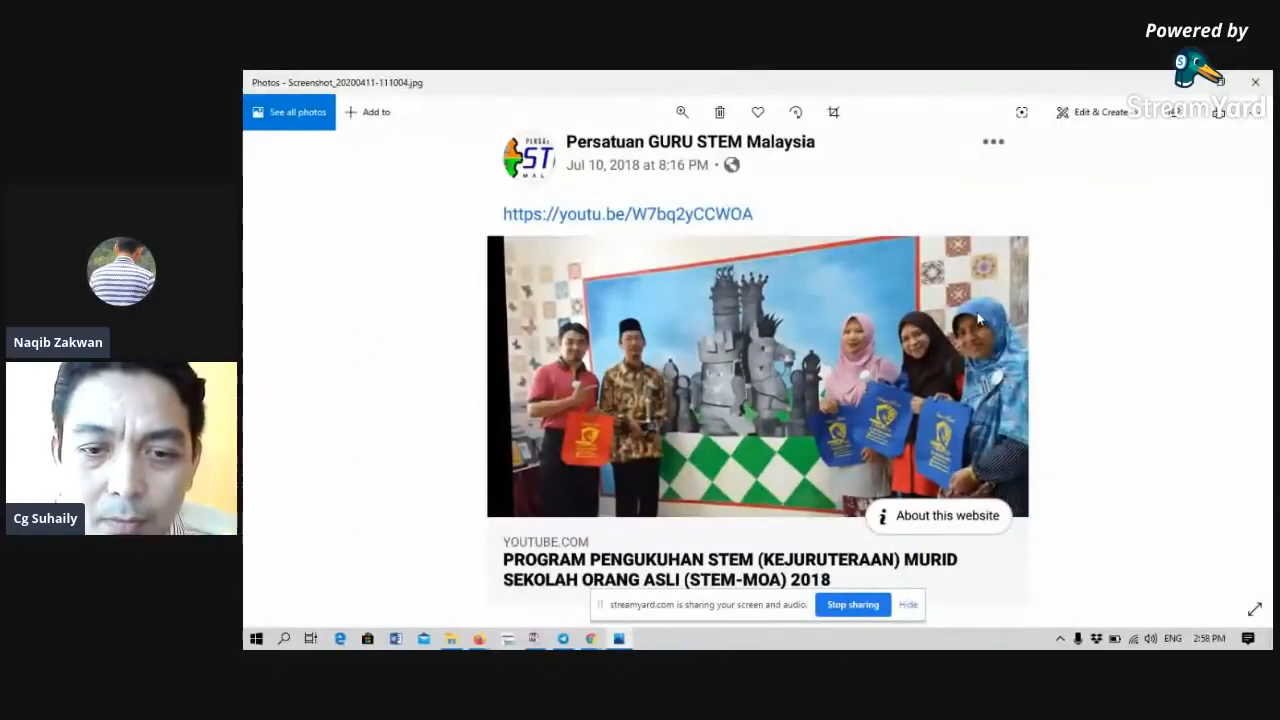 Powered by
StreamYard
Photos - Screenshot_20200411-111004.jpg
See all photos
Add to
Edit & Create
Persatuan GURU STEM Malaysia
Jul 10, 2018 at 8:16 PM
https://youtu.be/W7bq2yCCWOA
Naqib Zakwan
Cg Suhaily
About this website
YOUTUBE.COM
PROGRAM PENGUKUHAN STEM (KEJURUTERAAN) MURID
SEKOLAH ORANG ASLI (STEM-MOA) 2018
streamyard.com is sharing your screen and audio.
Stop sharing
Hide
ENG
2:58 PM